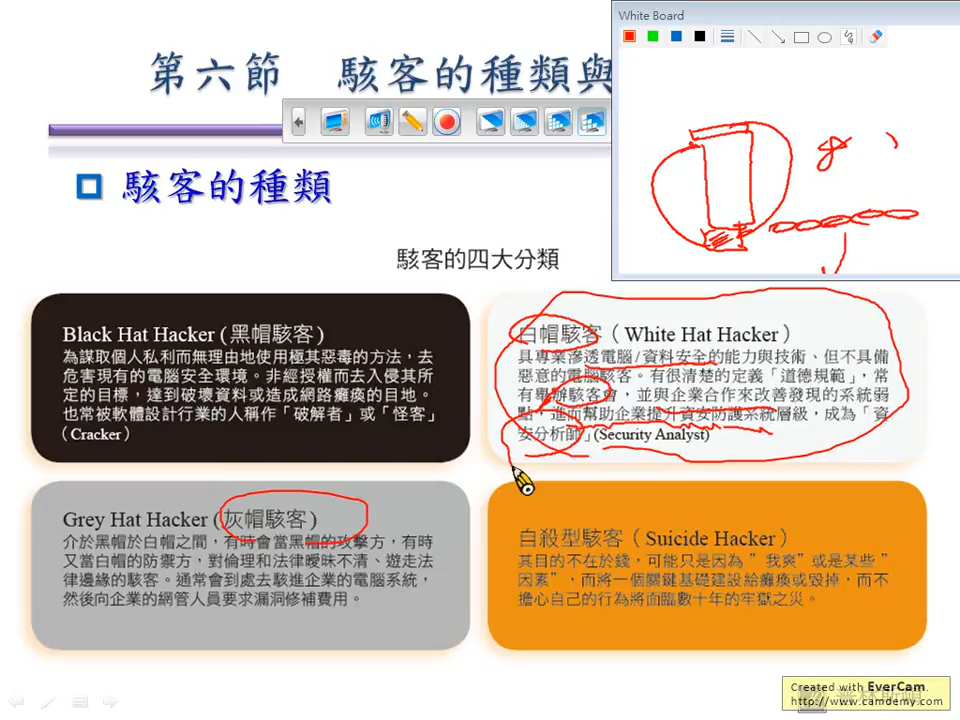 White Board
第六節 駭客的種類與
駭客的種類
駭客的四大分類
Black Hat Hacker (黑帽駭客)
為謀取個人私利而無理由地使用極其惡毒的方法，去
危害現有的電腦安全環境。非經授權而去入侵其所
定的目標，達到破壞資料或造成網路癱瘓的目地。
也常被軟體設計行業的人稱作「破解者」或「怪客」
（Cracker）
白帽駭客（White Hat Hacker）
具專業滲透電腦/資料安全的能力與技術、但不具備
惡意的電腦駭客。有很清楚的定義「道德規範」，常
有舉辦駭客會，並與企業合作來改善發現的系統弱
點，進而幫助企業提升資安防護系統層級，成為「資
安分析師」(Security Analyst)
Grey Hat Hacker (灰帽駭客)
介於黑帽於白帽之間，有時會當黑帽的攻擊方，有時
又當白帽的防禦方，對倫理和法律曖昧不清、遊走法
律邊緣的駭客。通常會到處去駭進企業的電腦系統，
然後向企業的網管人員要求漏洞修補費用。
自殺型駭客（Suicide Hacker）
其目的不在於錢，可能只是因為＂我爽＂或是某些＂
因素＂，而將一個關鍵基礎建設給癱瘓或毀掉，而不
擔心自己的行為將面臨數十年的牢獄之災。
Created with EverCam.
http://www.camdemy.com